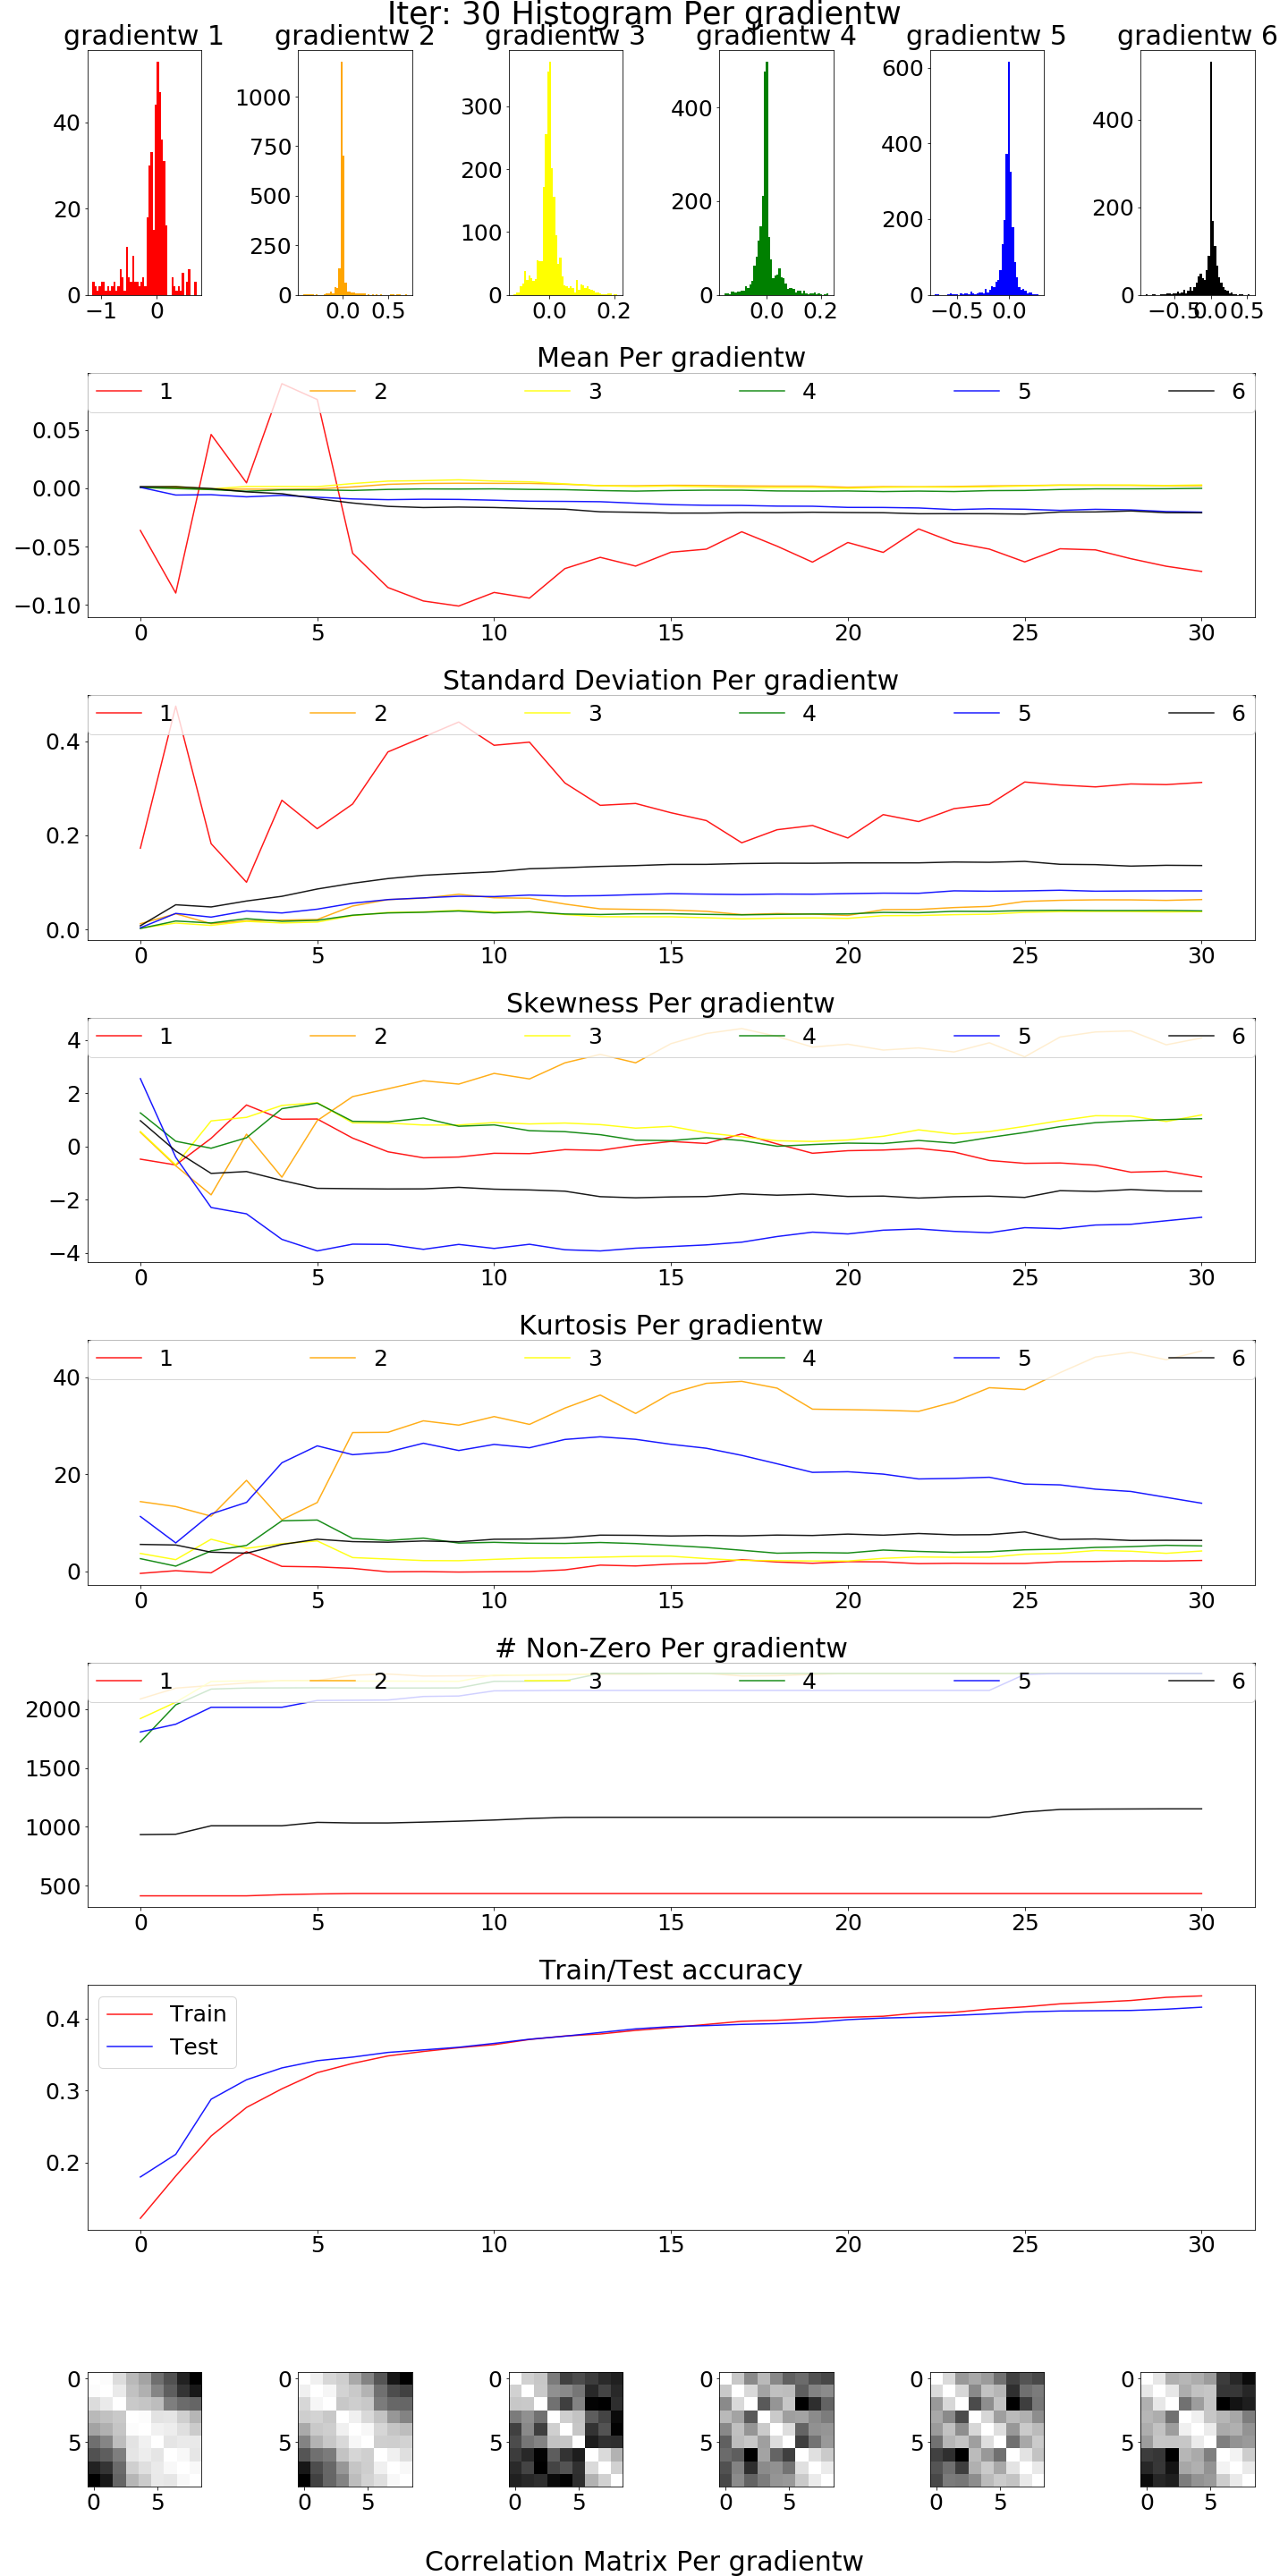 Iter: 30 Histogram Per gradientw
gradientw 1 gradientw 2 gradientw 3 gradientw 4 gradientw 5 gradientw 6
40
20
0
−1 0
1000
750
500
250
0
0.0 0.5
300
200
100
0
0.0 0.2
400
200
0
0.0 0.2
600
400
200
0
−0.5 0.0
400
200
0
−0.5 0.0 0.5
Mean Per gradientw
1 2 3 4 5 6
0.05
0.00
−0.05
−0.10
0 5 10 15 20 25 30
Standard Deviation Per gradientw
1 2 3 4 5 6
0.4
0.2
0.0
0 5 10 15 20 25 30
Skewness Per gradientw
1 2 3 4 5 6
4
2
0
−2
−4
0 5 10 15 20 25 30
Kurtosis Per gradientw
1 2 3 4 5 6
40
20
0
0 5 10 15 20 25 30
# Non-Zero Per gradientw
1 2 3 4 5 6
2000
1500
1000
500
0 5 10 15 20 25 30
Train/Test accuracy
Train
Test
0.4
0.3
0.2
0 5 10 15 20 25 30
0 0 0 0 0 0
5 5 5 5 5 5
0 5 0 5 0 5 0 5 0 5 0 5
Correlation Matrix Per gradientw